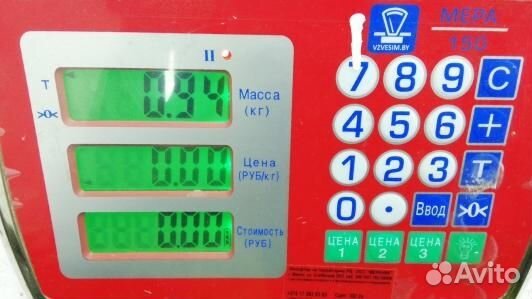 II
T
>0<
0.34
Масса
(кг)
0.00
Цена
(РУБ/кг)
0.00
Стоимость
(РУБ)
VZVESIM.BY
МЕРА
150
7 8 9 C
4 5 6 +
1 2 3 T
0 • Ввод >0<
ЦЕНА 1
ЦЕНА 2
ЦЕНА 3
Avito